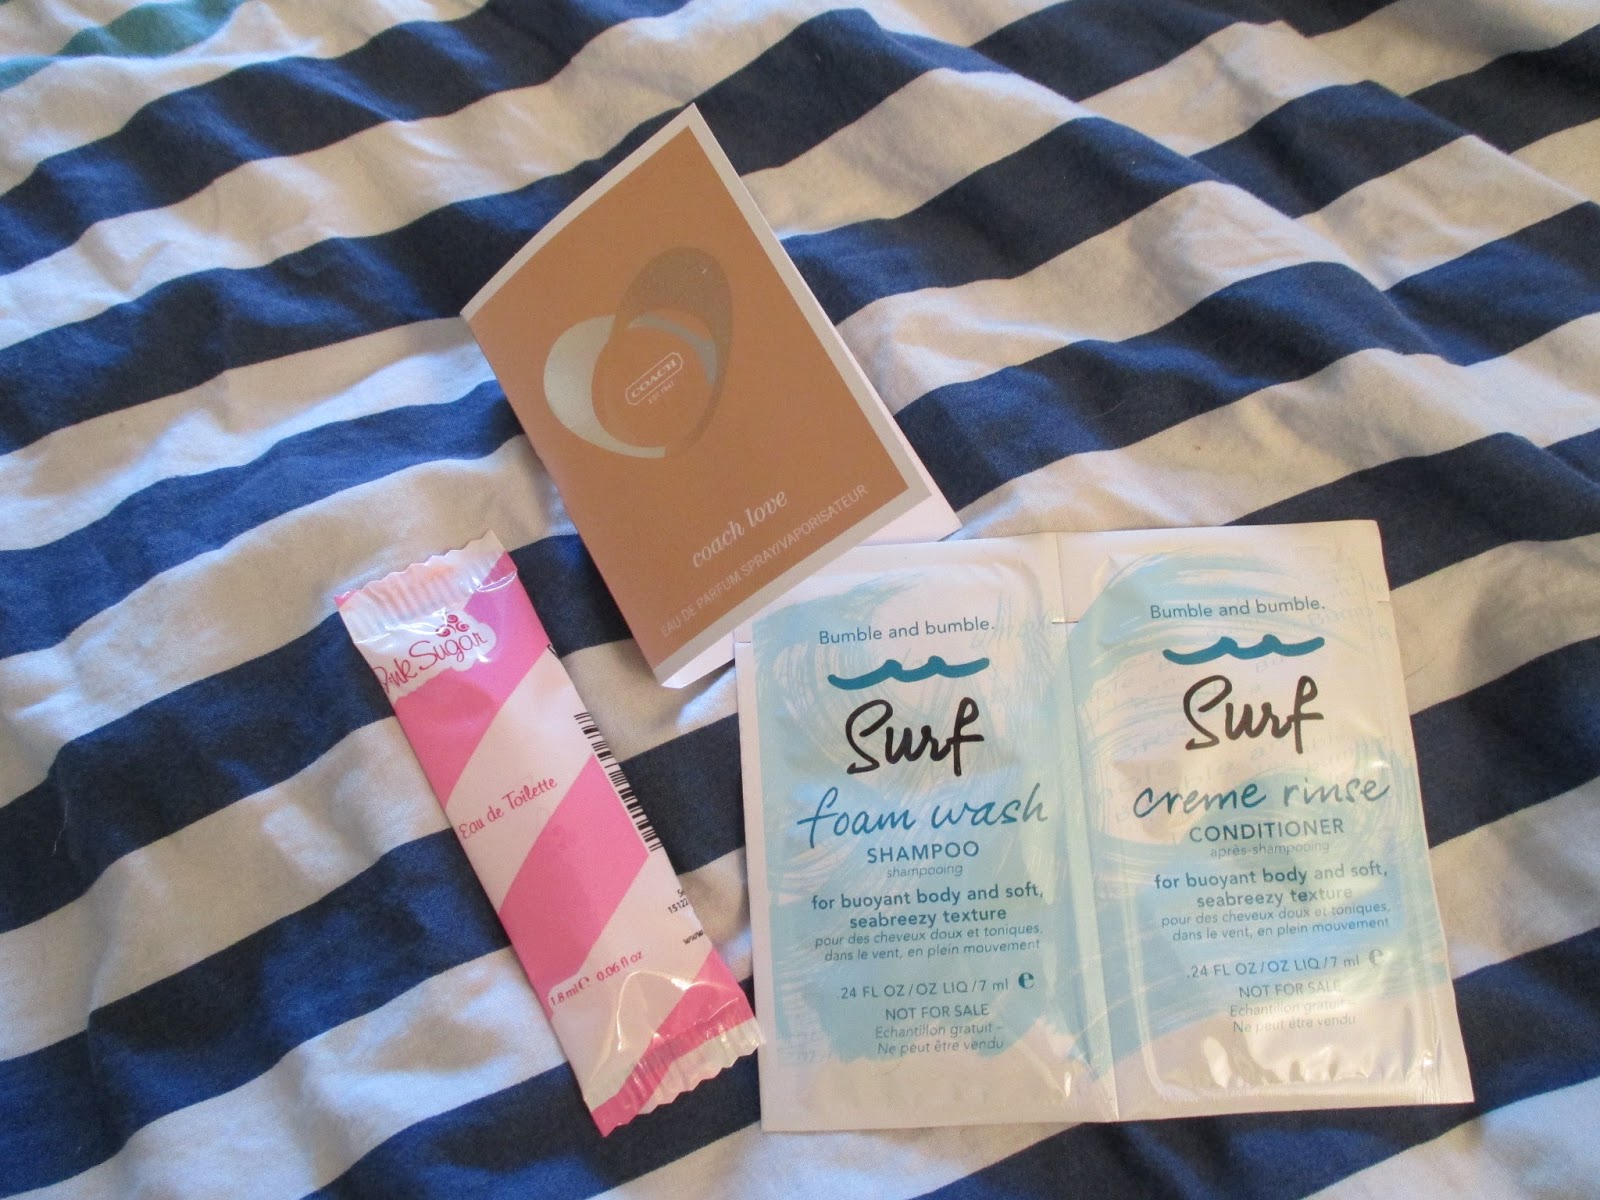 COACH
EST. 1941
coach love
EAU DE PARFUM SPRAY/VAPORISATEUR
Pink Sugar
Eau de Toilette
1.8 ml e 0.06 fl oz
15122
www.
Bumble and bumble.
Surf
foam wash
SHAMPOO
shampooing
for buoyant body and soft,
seabreezy texture
pour des cheveux doux et toniques,
dans le vent, en plein mouvement
.24 FL OZ/OZ LIQ/7 ml e
NOT FOR SALE
Echantillon gratuit –
Ne peut être vendu
Bumble and bumble.
Surf
creme rinse
CONDITIONER
après-shampooing
for buoyant body and soft,
seabreezy texture
pour des cheveux doux et toniques,
dans le vent, en plein mouvement
.24 FL OZ/OZ LIQ/7 ml e
NOT FOR SALE
Echantillon gratuit –
Ne peut être vendu